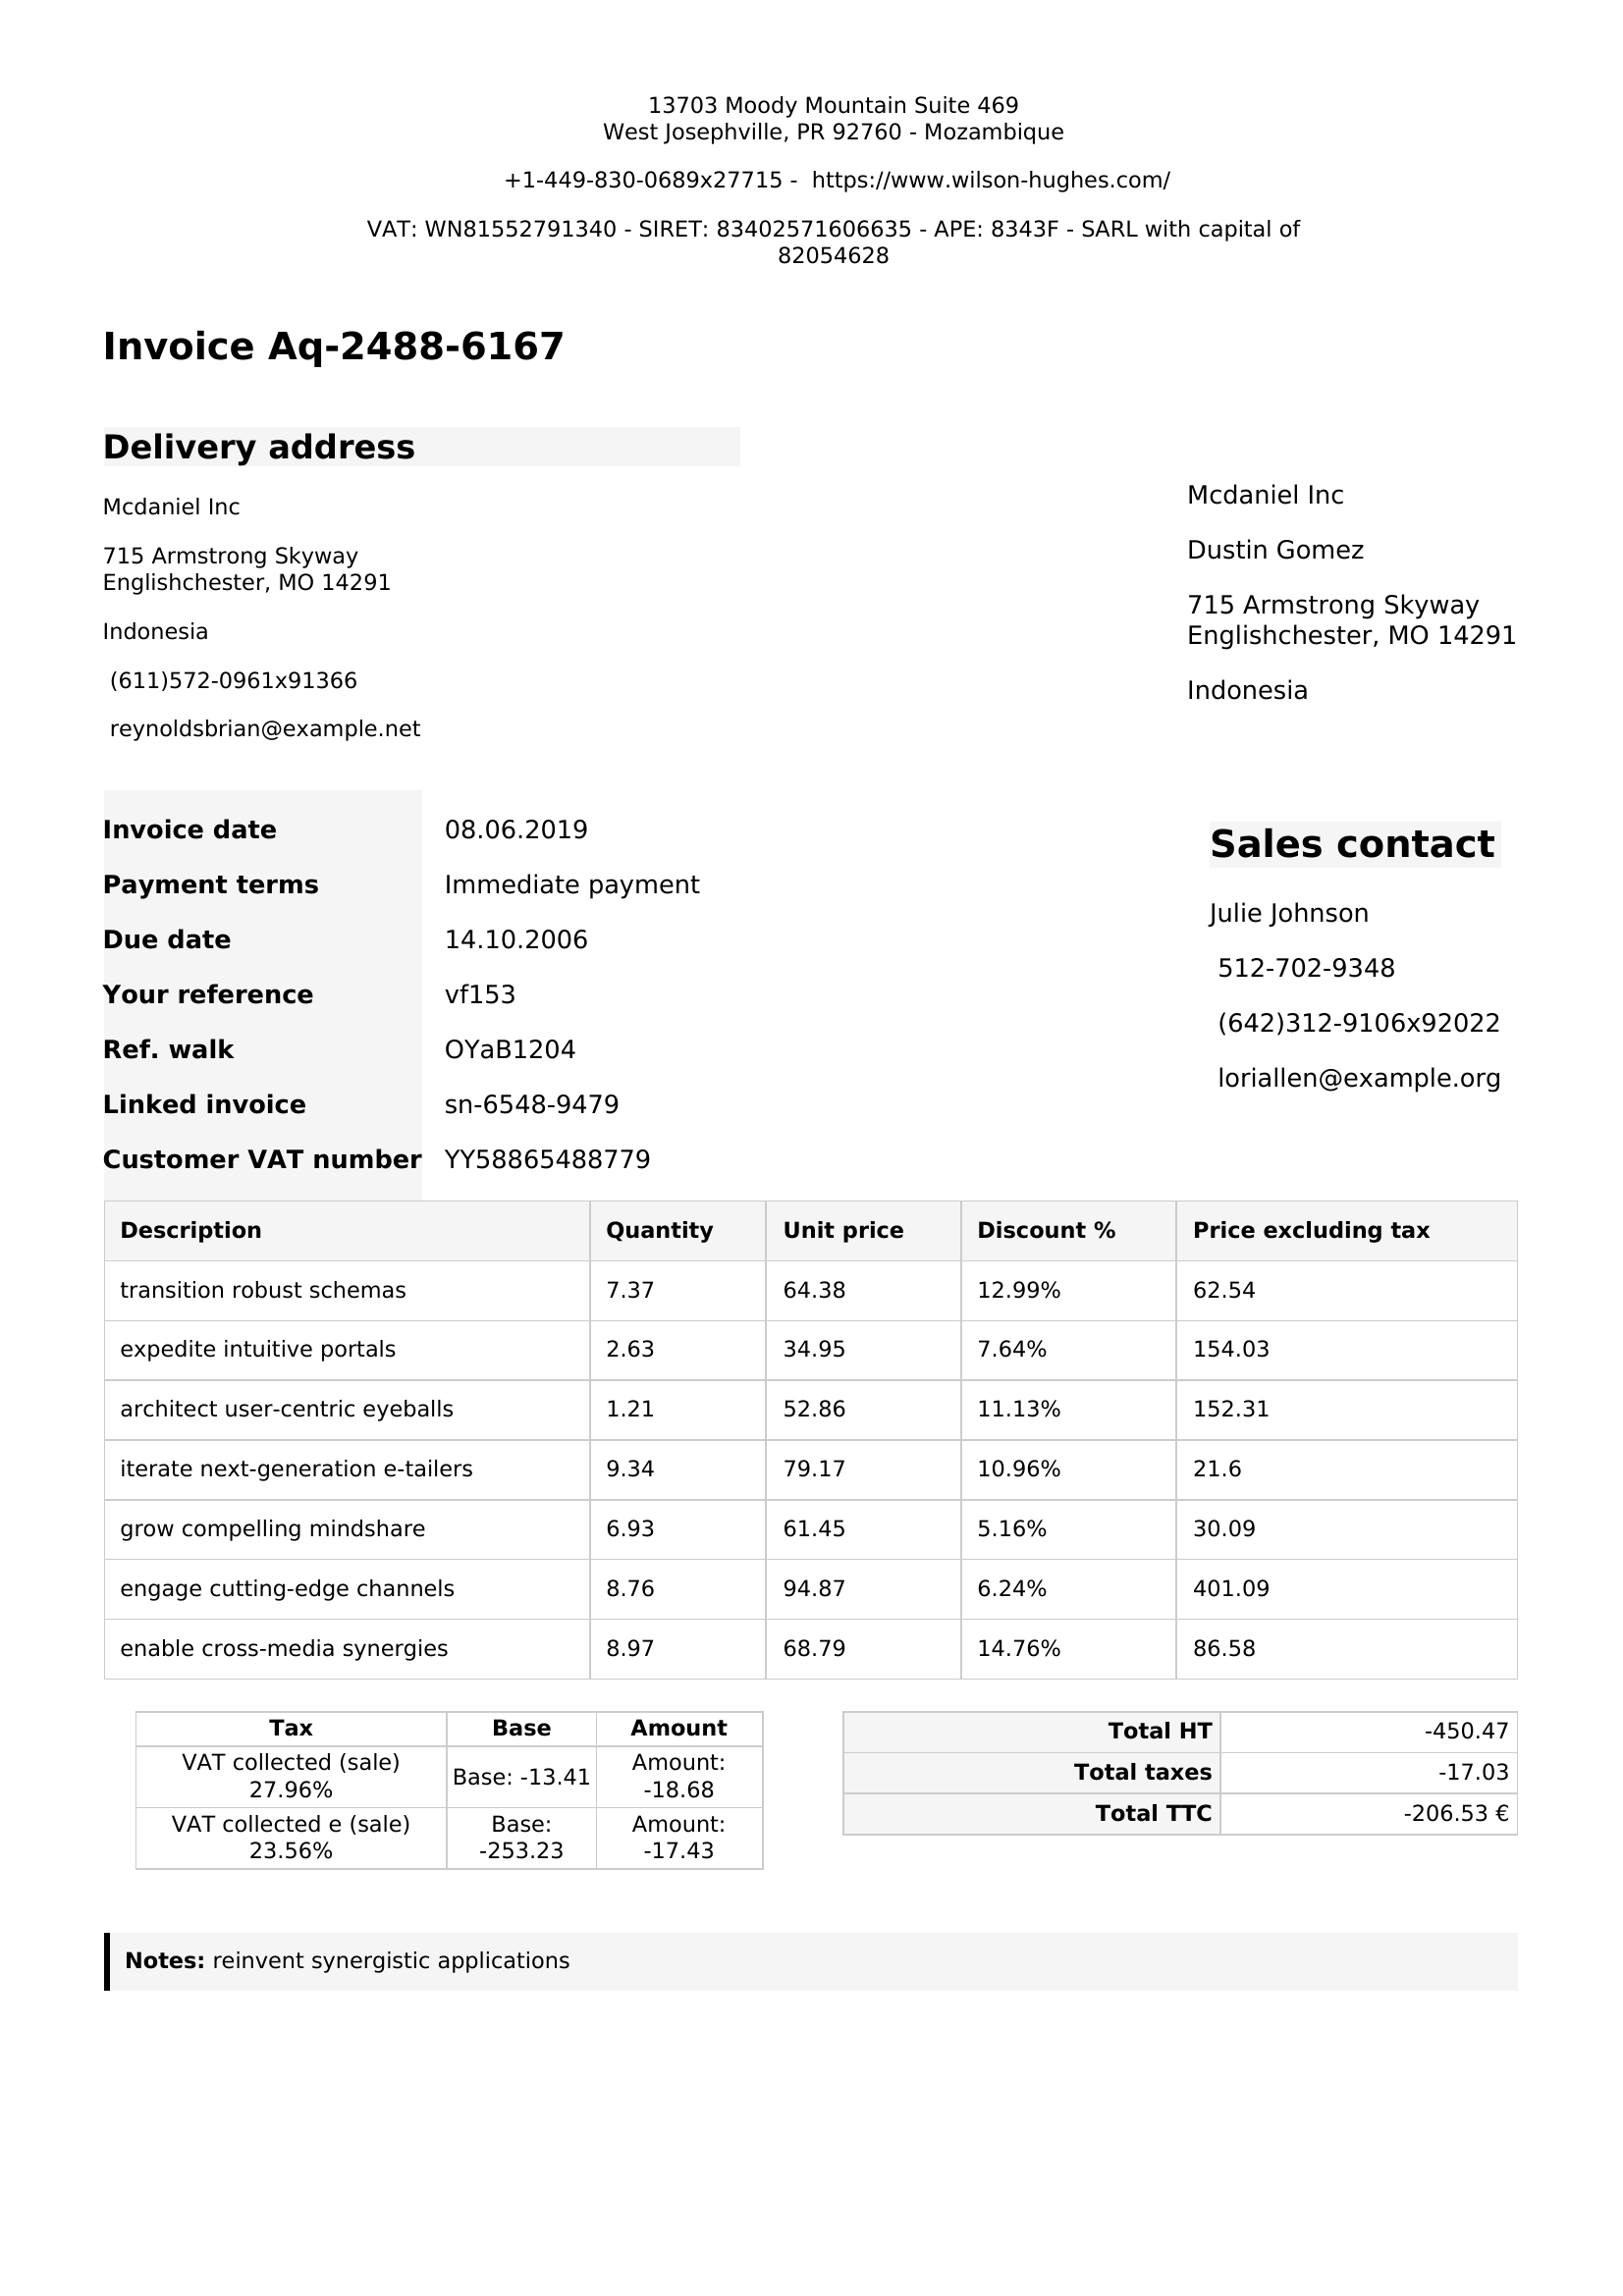 13703 Moody Mountain Suite 469
West Josephville, PR 92760 - Mozambique
+1-449-830-0689x27715 - https://www.wilson-hughes.com/
VAT: WN81552791340 - SIRET: 83402571606635 - APE: 8343F - SARL with capital of
82054628
Invoice Aq-2488-6167
Delivery address
Mcdaniel Inc
715 Armstrong Skyway
Englishchester, MO 14291
Indonesia
(611)572-0961x91366
reynoldsbrian@example.net
Mcdaniel Inc
Dustin Gomez
715 Armstrong Skyway
Englishchester, MO 14291
Indonesia
Invoice date 08.06.2019
Payment terms Immediate payment
Due date 14.10.2006
Your reference vf153
Ref. walk OYaB1204
Linked invoice sn-6548-9479
Customer VAT number YY58865488779
Sales contact
Julie Johnson
512-702-9348
(642)312-9106x92022
loriallen@example.org
Description Quantity Unit price Discount % Price excluding tax
transition robust schemas 7.37 64.38 12.99% 62.54
expedite intuitive portals 2.63 34.95 7.64% 154.03
architect user-centric eyeballs 1.21 52.86 11.13% 152.31
iterate next-generation e-tailers 9.34 79.17 10.96% 21.6
grow compelling mindshare 6.93 61.45 5.16% 30.09
engage cutting-edge channels 8.76 94.87 6.24% 401.09
enable cross-media synergies 8.97 68.79 14.76% 86.58
Tax Base Amount
VAT collected (sale)
27.96%
Base: -13.41
Amount:
-18.68
VAT collected e (sale)
23.56%
Base:
-253.23
Amount:
-17.43
Total HT -450.47
Total taxes -17.03
Total TTC -206.53 €
Notes: reinvent synergistic applications